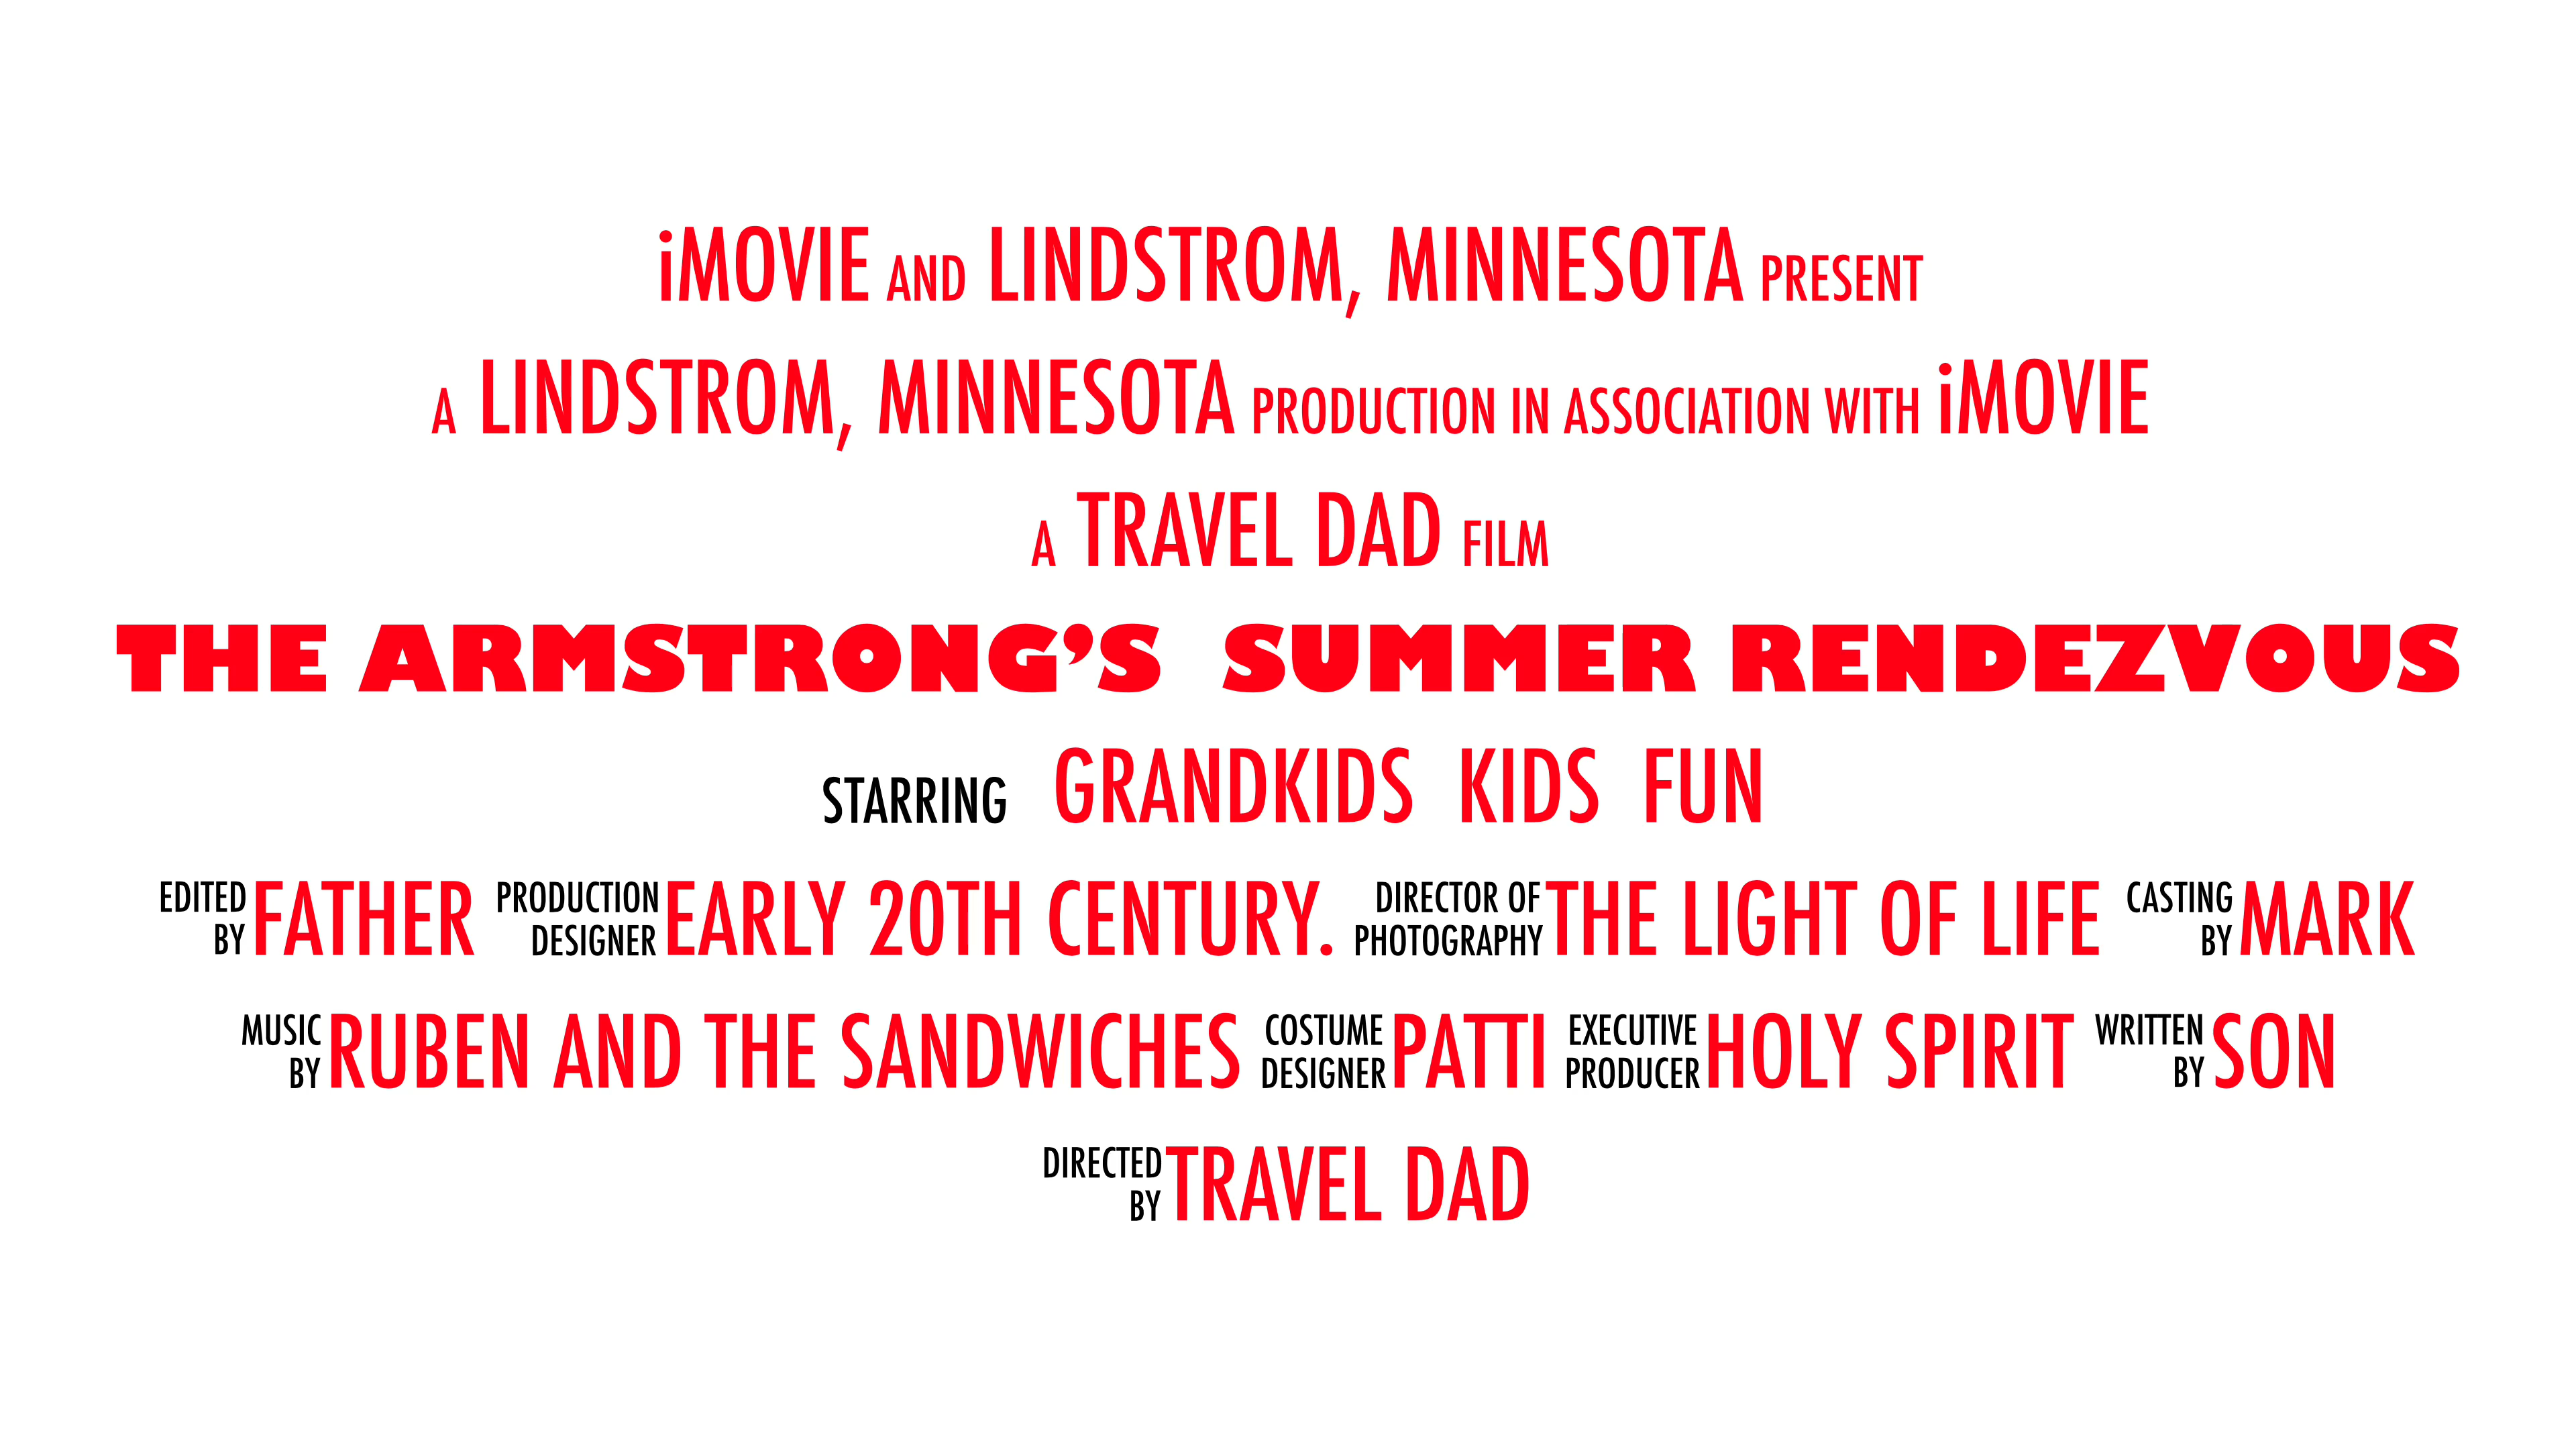 iMOVIE AND LINDSTROM, MINNESOTA PRESENT
A LINDSTROM, MINNESOTA PRODUCTION IN ASSOCIATION WITH iMOVIE
A TRAVEL DAD FILM
THE ARMSTRONG’S SUMMER RENDEZVOUS
STARRING GRANDKIDS KIDS FUN
EDITED BY FATHER PRODUCTION DESIGNER EARLY 20TH CENTURY. DIRECTOR OF PHOTOGRAPHY THE LIGHT OF LIFE CASTING BY MARK
MUSIC BY RUBEN AND THE SANDWICHES COSTUME DESIGNER PATTI EXECUTIVE PRODUCER HOLY SPIRIT WRITTEN BY SON
DIRECTED BY TRAVEL DAD